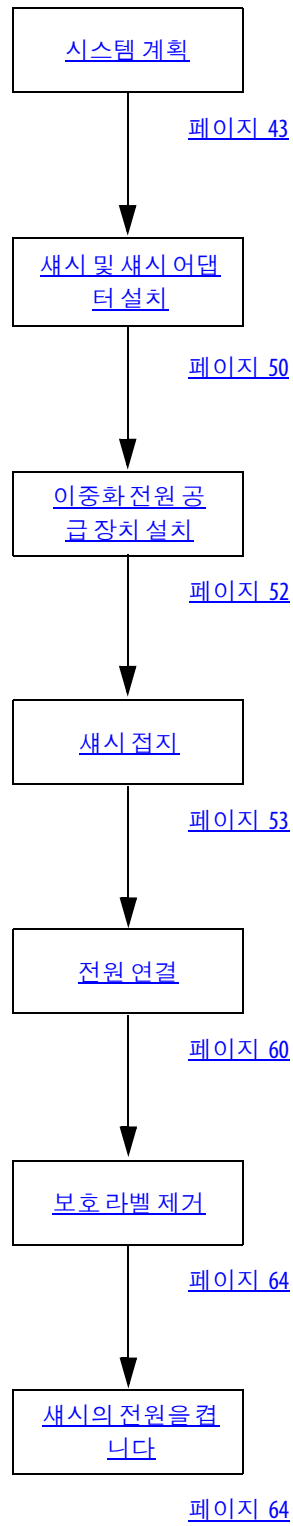 시스템 계획
페이지 43
섀시 및 섀시 어댑
터 설치
페이지 50
이중화 전원 공
급 장치 설치
페이지 52
섀시 접지
페이지 53
전원 연결
페이지 60
보호 라벨 제거
페이지 64
섀시의 전원을 켭
니다
페이지 64